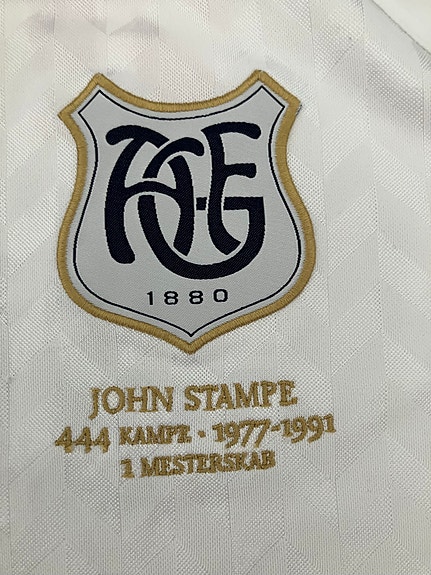 AGF
1880
JOHN STAMPE
444 KAMPE · 1977-1991
1 MESTERSKAB